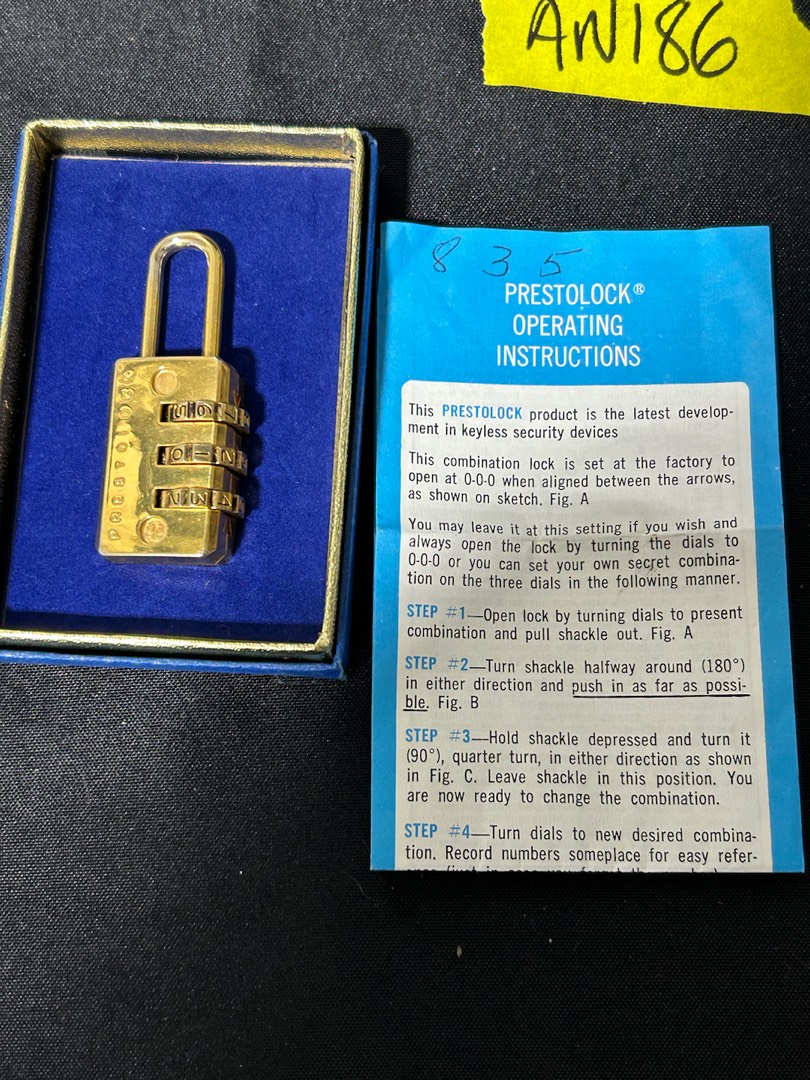 AN186
8 3 5
PRESTOLOCK®
OPERATING
INSTRUCTIONS
This PRESTOLOCK product is the latest develop-
ment in keyless security devices
This combination lock is set at the factory to
open at 0-0-0 when aligned between the arrows,
as shown on sketch. Fig. A
You may leave it at this setting if you wish and
always open the lock by turning the dials to
0-0-0 or you can set your own secret combina-
tion on the three dials in the following manner.
STEP #1—Open lock by turning dials to present
combination and pull shackle out. Fig. A
STEP #2—Turn shackle halfway around (180°)
in either direction and push in as far as possi-
ble. Fig. B
STEP #3—Hold shackle depressed and turn it
(90°), quarter turn, in either direction as shown
in Fig. C. Leave shackle in this position. You
are now ready to change the combination.
STEP #4—Turn dials to new desired combina-
tion. Record numbers someplace for easy refer-